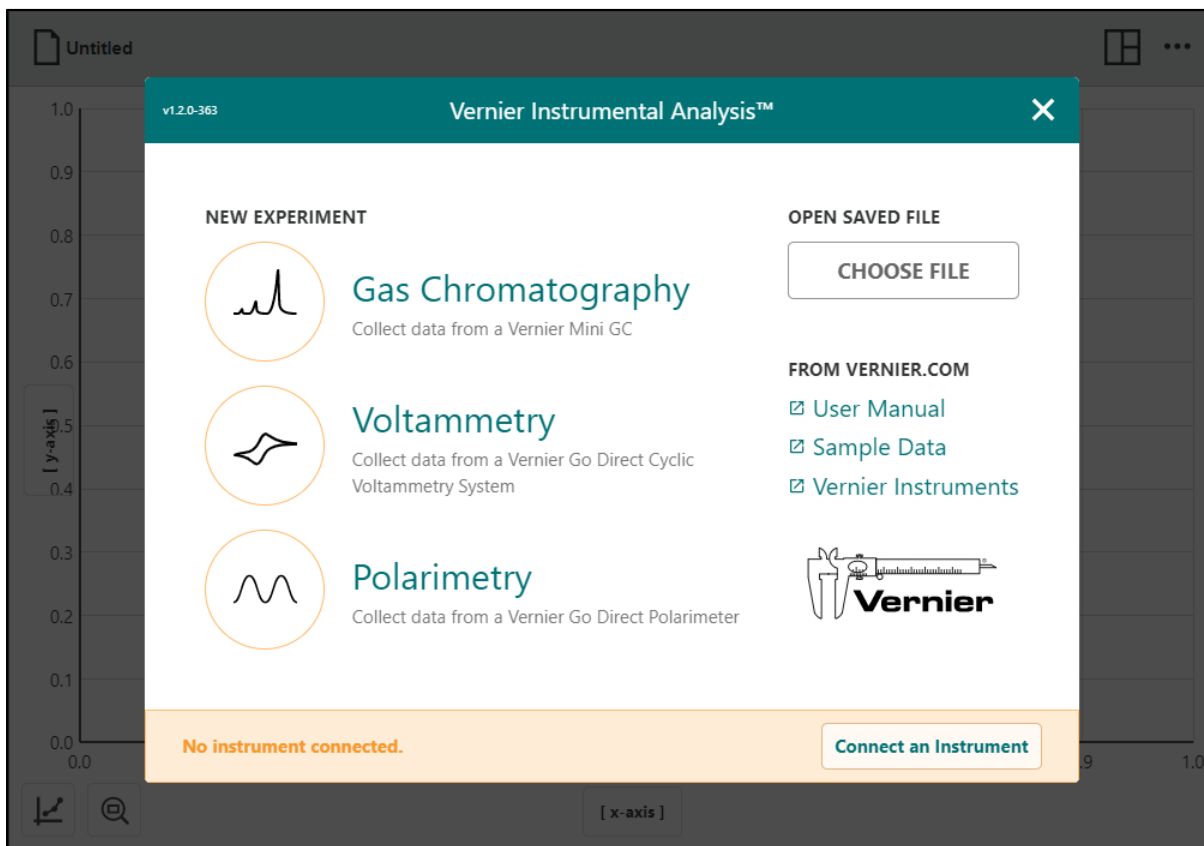 Untitled
v1.2.0-363
Vernier Instrumental Analysis™
NEW EXPERIMENT
Gas Chromatography
Collect data from a Vernier Mini GC
Voltammetry
Collect data from a Vernier Go Direct Cyclic
Voltammetry System
Polarimetry
Collect data from a Vernier Go Direct Polarimeter
OPEN SAVED FILE
CHOOSE FILE
FROM VERNIER.COM
User Manual
Sample Data
Vernier Instruments
Vernier
No instrument connected.
Connect an Instrument
1.0
0.9
0.8
0.7
0.6
0.5
0.4
0.3
0.2
0.1
0.0
[ y-axis ]
0.0
.9
1.0
[ x-axis ]